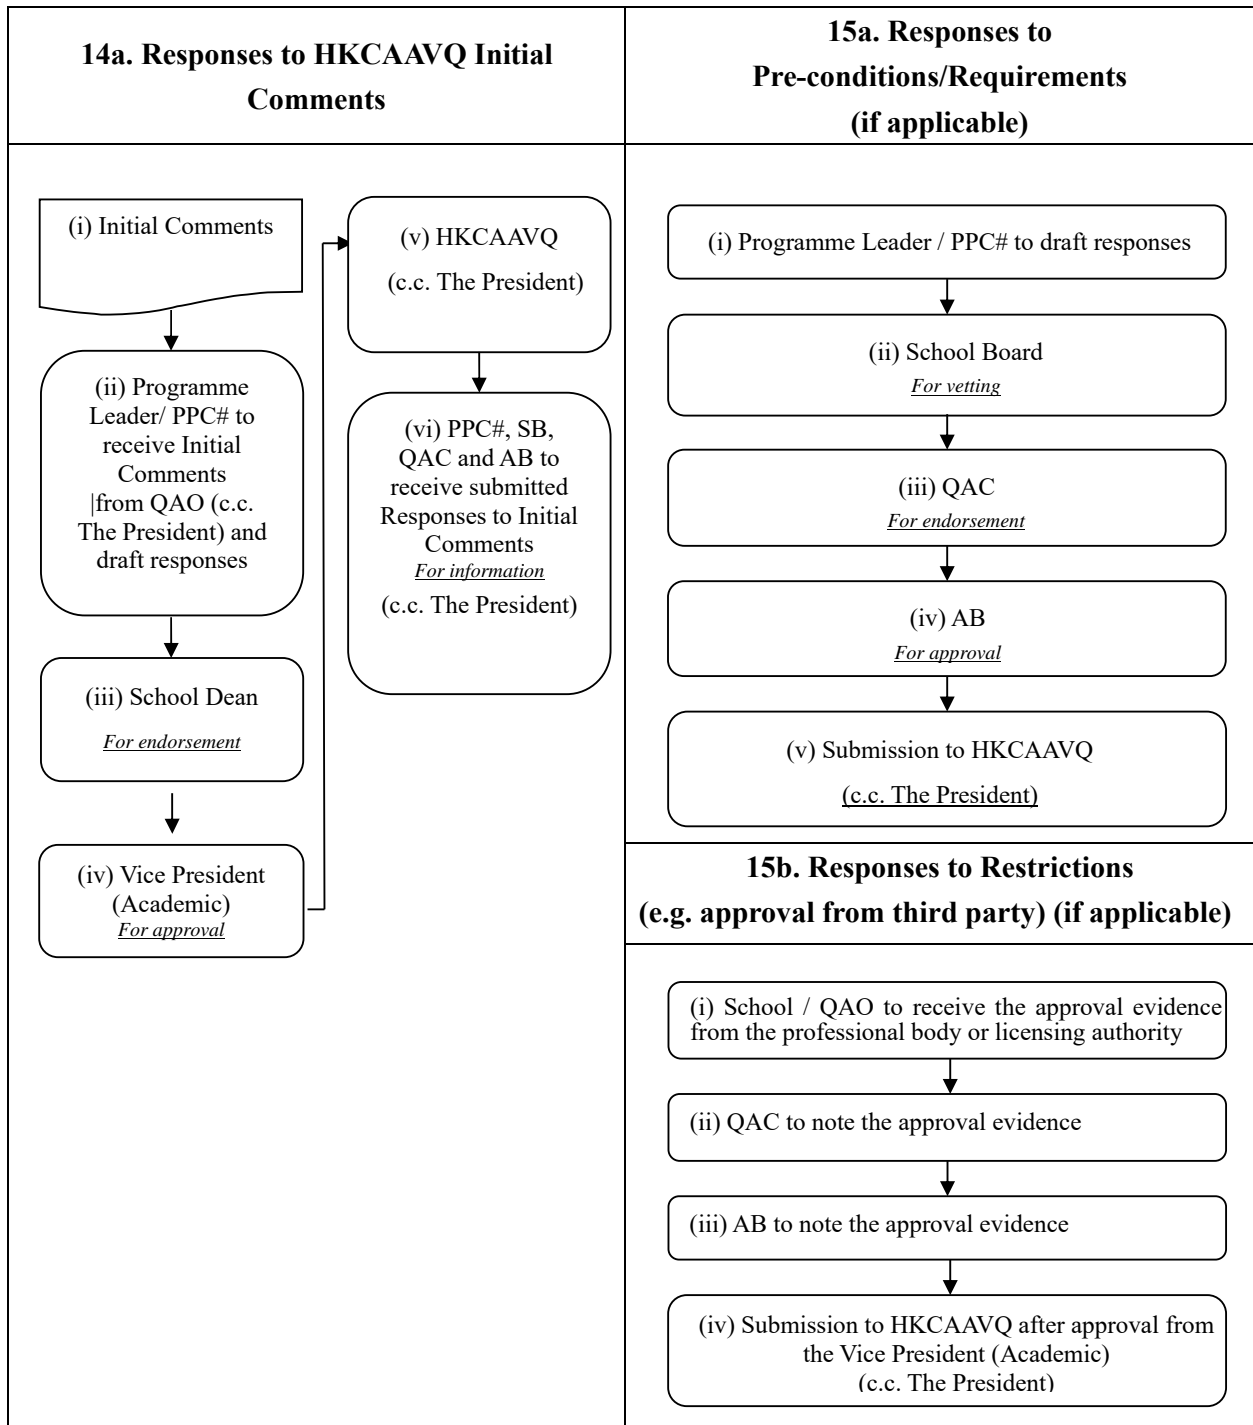 14a. Responses to HKCAAVQ Initial
Comments
(i) Initial Comments
(ii) Programme
Leader/ PPC# to
receive Initial
Comments
|from QAO (c.c.
The President) and
draft responses
(iii) School Dean
For endorsement
(iv) Vice President
(Academic)
For approval
(v) HKCAAVQ
(c.c. The President)
(vi) PPC#, SB,
QAC and AB to
receive submitted
Responses to Initial
Comments
For information
(c.c. The President)
15a. Responses to
Pre-conditions/Requirements
(if applicable)
(i) Programme Leader / PPC# to draft responses
(ii) School Board
For vetting
(iii) QAC
For endorsement
(iv) AB
For approval
(v) Submission to HKCAAVQ
(c.c. The President)
15b. Responses to Restrictions
(e.g. approval from third party) (if applicable)
(i) School / QAO to receive the approval evidence
from the professional body or licensing authority
(ii) QAC to note the approval evidence
(iii) AB to note the approval evidence
(iv) Submission to HKCAAVQ after approval from
the Vice President (Academic)
(c.c. The President)